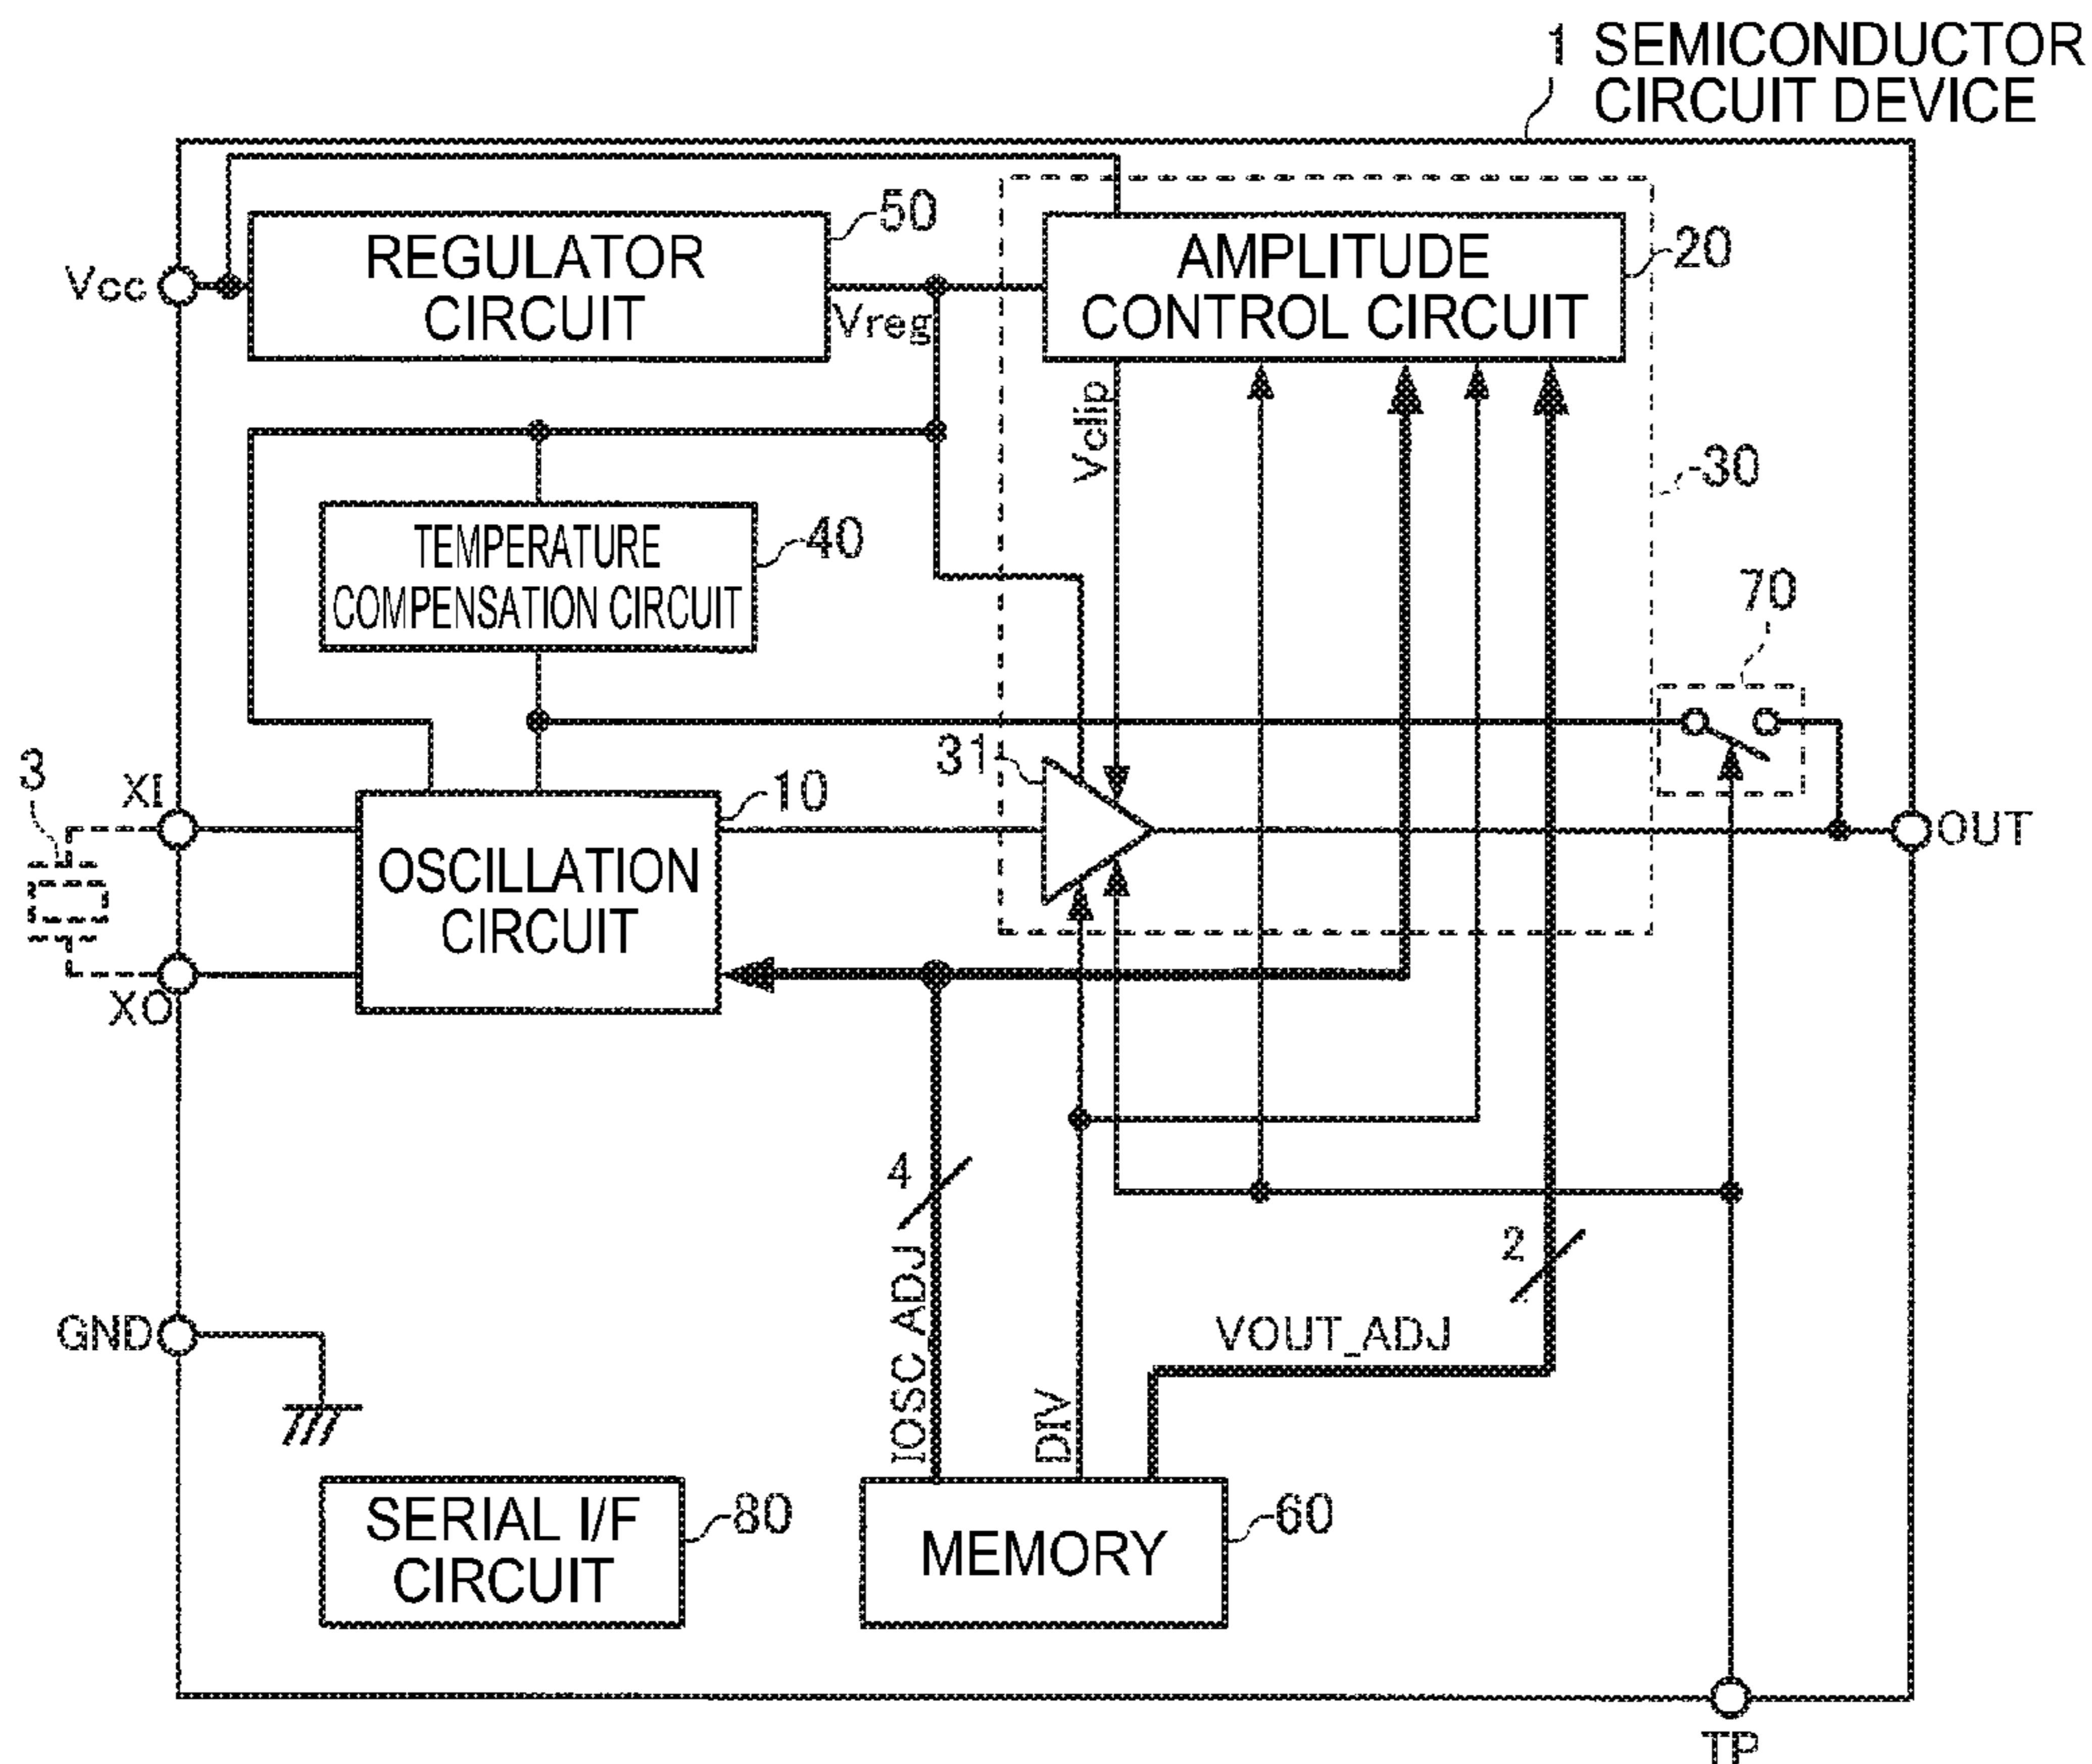 1 SEMICONDUCTOR
CIRCUIT DEVICE
50
REGULATOR
CIRCUIT
Vcc
Vreg
AMPLITUDE
CONTROL CIRCUIT
20
Vclip
30
TEMPERATURE
COMPENSATION CIRCUIT
40
70
3
XI
31
10
OSCILLATION
CIRCUIT
OUT
XO
4
2
GND
IOSC_ADJ
DIV
VOUT_ADJ
SERIAL I/F
CIRCUIT
80
MEMORY
60
TP